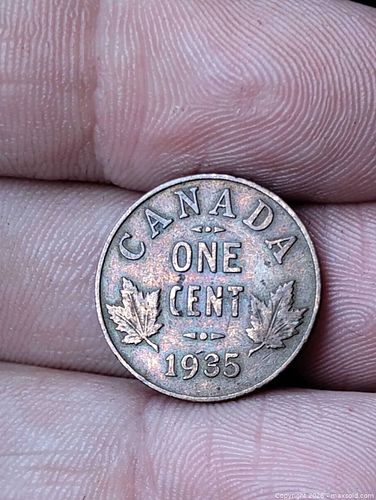 CANADA
ONE
CENT
1935
Copyright 2026 - maxsold.com